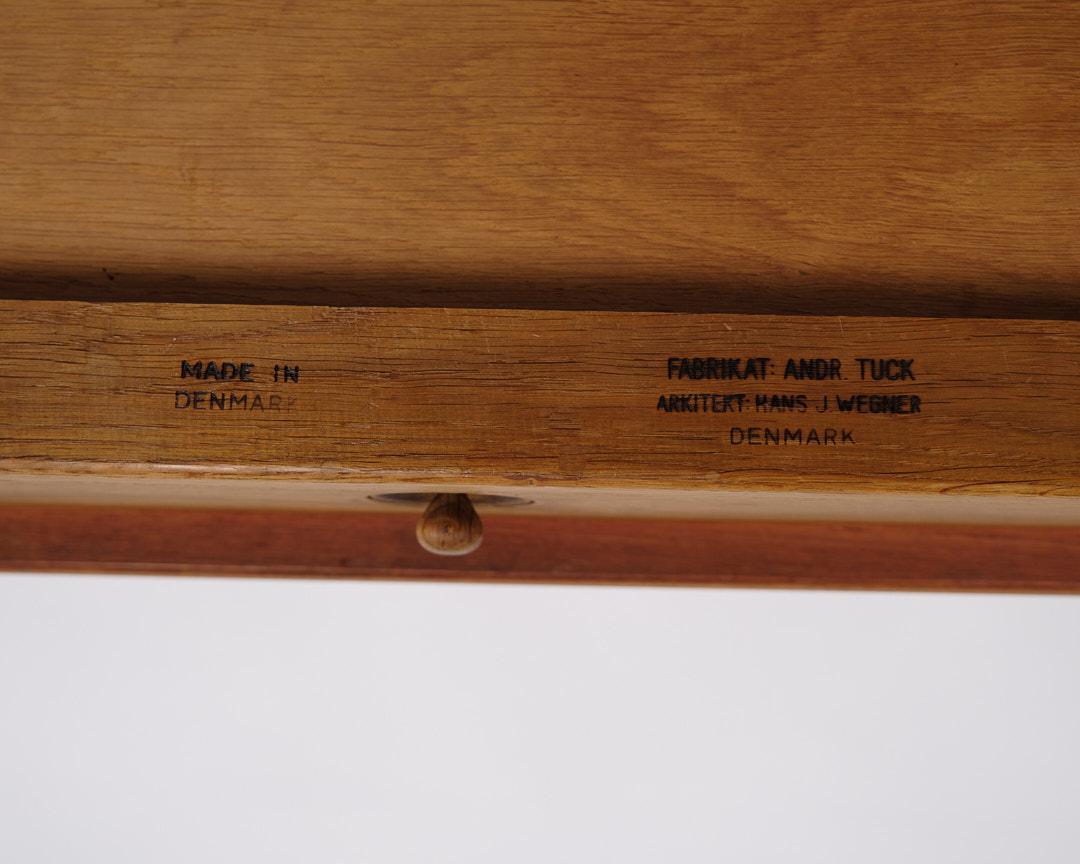 MADE IN
DENMARK
FABRIKAT: ANDR. TUCK
ARKITEKT: HANS J. WEGNER
DENMARK